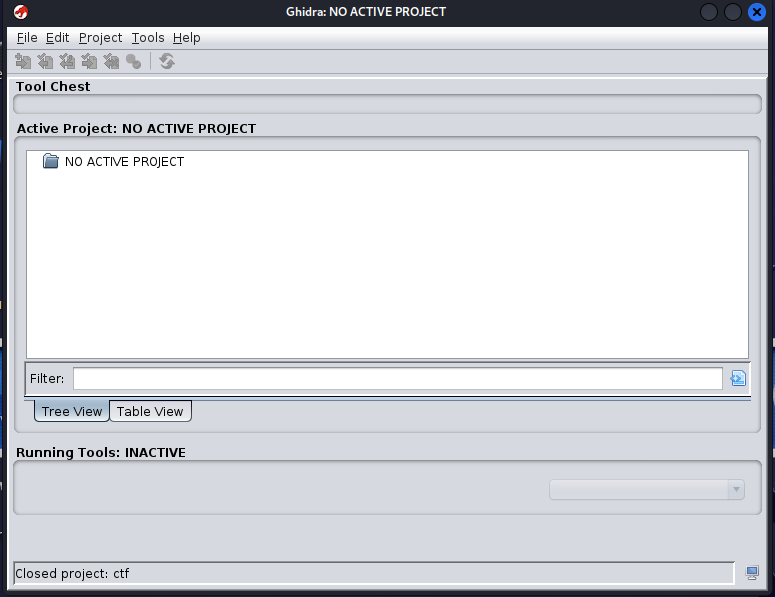 Ghidra: NO ACTIVE PROJECT
File Edit Project Tools Help
Tool Chest
Active Project: NO ACTIVE PROJECT
NO ACTIVE PROJECT
Filter:
Tree View Table View
Running Tools: INACTIVE
Closed project: ctf